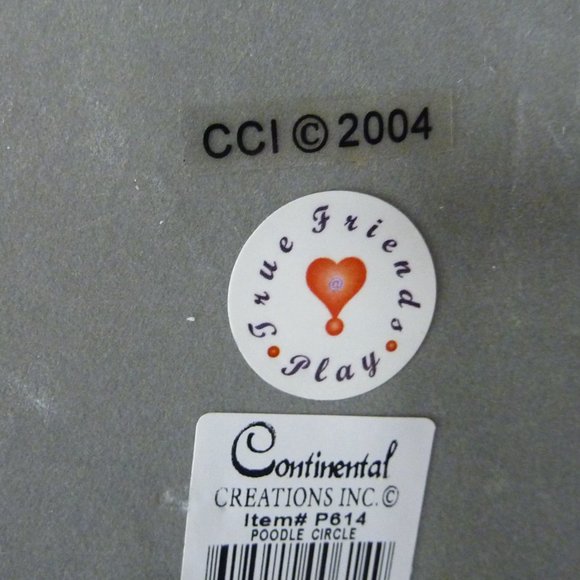 CCI © 2004
True Friends
@
Play
Continental
CREATIONS INC.©
Item# P614
POODLE CIRCLE